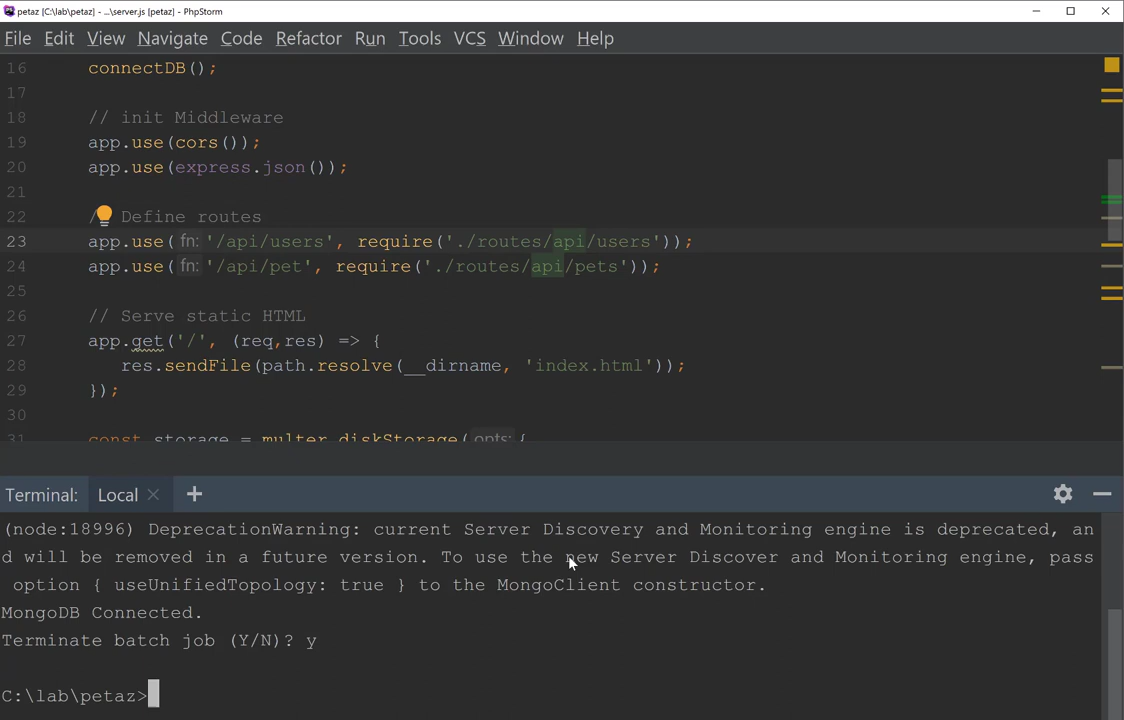 petaz [C:\lab\petaz] - ...\server.js [petaz] - PhpStorm
File Edit View Navigate Code Refactor Run Tools VCS Window Help
16 connectDB();
17
18 // init Middleware
19 app.use(cors());
20 app.use(express.json());
21
22 / Define routes
23 app.use( fn: '/api/users', require('./routes/api/users'));
24 app.use( fn: '/api/pet', require('./routes/api/pets'));
25
26 // Serve static HTML
27 app.get('/', (req,res) => {
28 res.sendFile(path.resolve(__dirname, 'index.html'));
29 });
30
31 const storage = multer.diskStorage( opts: {
Terminal: Local
(node:18996) DeprecationWarning: current Server Discovery and Monitoring engine is deprecated, an
d will be removed in a future version. To use the new Server Discover and Monitoring engine, pass
option { useUnifiedTopology: true } to the MongoClient constructor.
MongoDB Connected.
Terminate batch job (Y/N)? y
C:\lab\petaz>